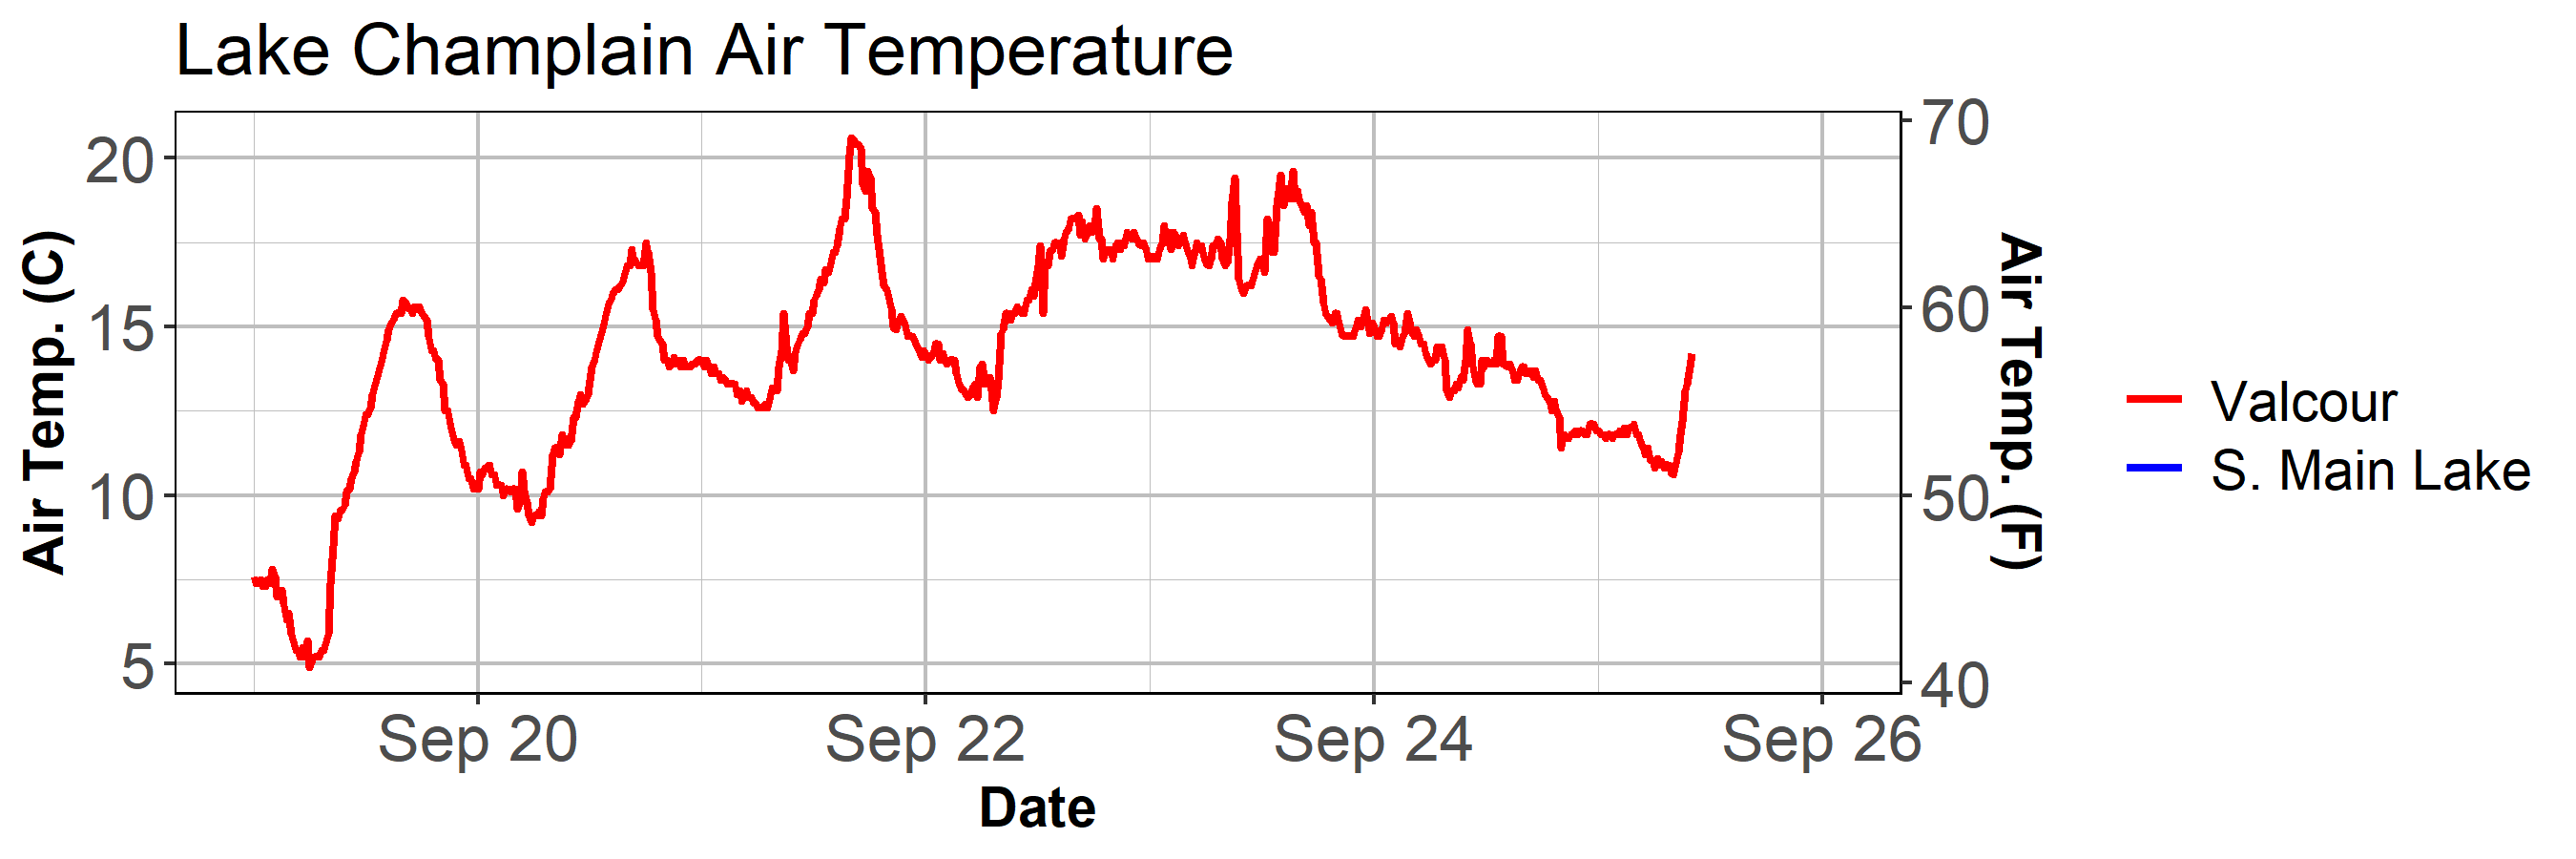 Lake Champlain Air Temperature
Air Temp. (C)
20
15
10
5
70
60
50
40
Air Temp. (F)
Sep 20
Sep 22
Sep 24
Sep 26
Date
Valcour
S. Main Lake